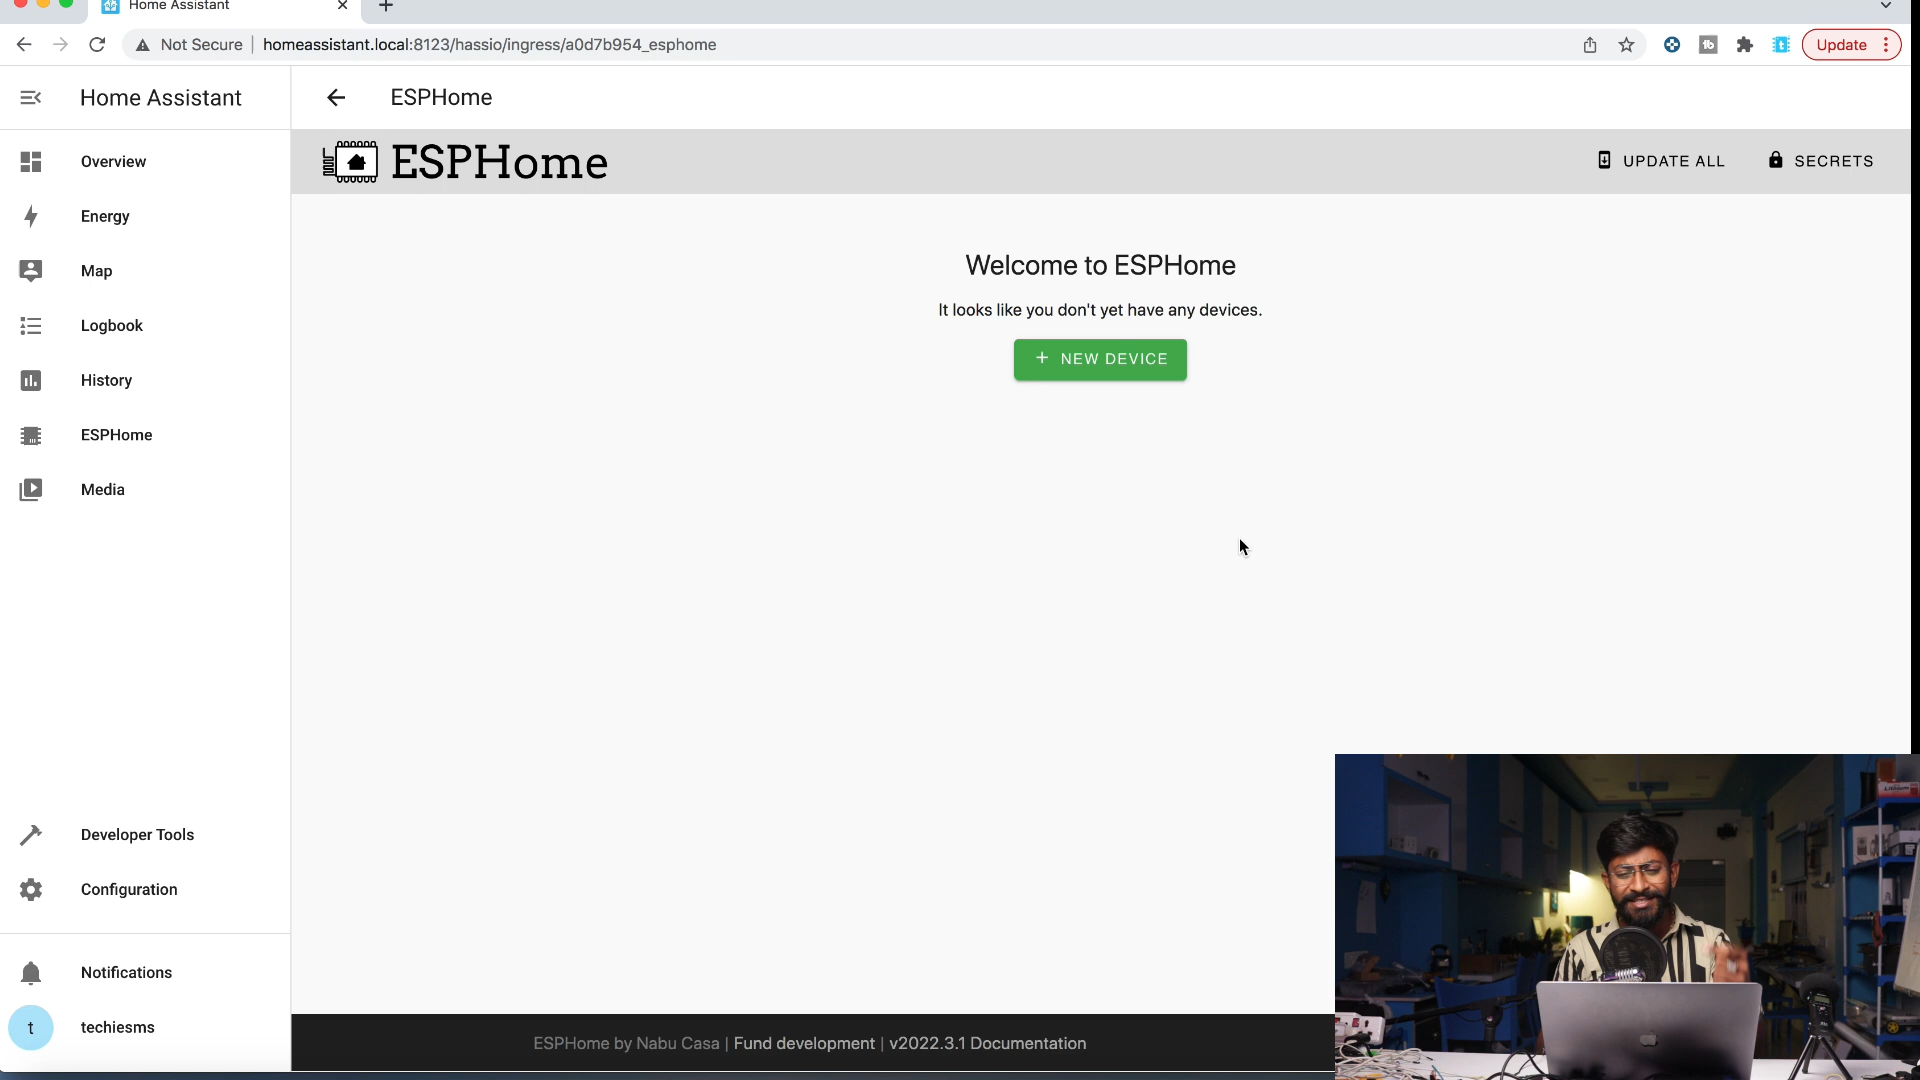 Home Assistant
Not Secure
homeassistant.local:8123/hassio/ingress/a0d7b954_esphome
Update
Home Assistant
ESPHome
ESPHome
UPDATE ALL
SECRETS
Overview
Energy
Map
Logbook
History
ESPHome
Media
Welcome to ESPHome
It looks like you don't yet have any devices.
+ NEW DEVICE
Developer Tools
Configuration
Notifications
t
techiesms
ESPHome by Nabu Casa | Fund development | v2022.3.1 Documentation